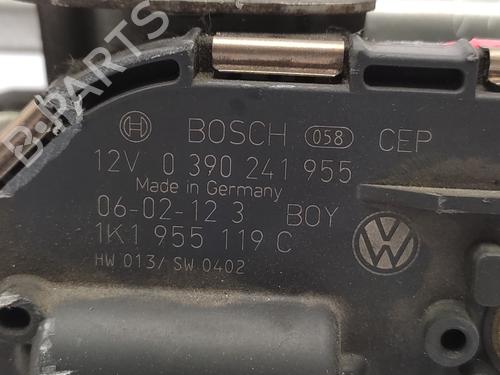 B-PARTS
BOSCH 058 CEP
12V 0 390 241 955
Made in Germany
06-02-12 3 BOY
1K1 955 119 C
HW 013/ SW 0402